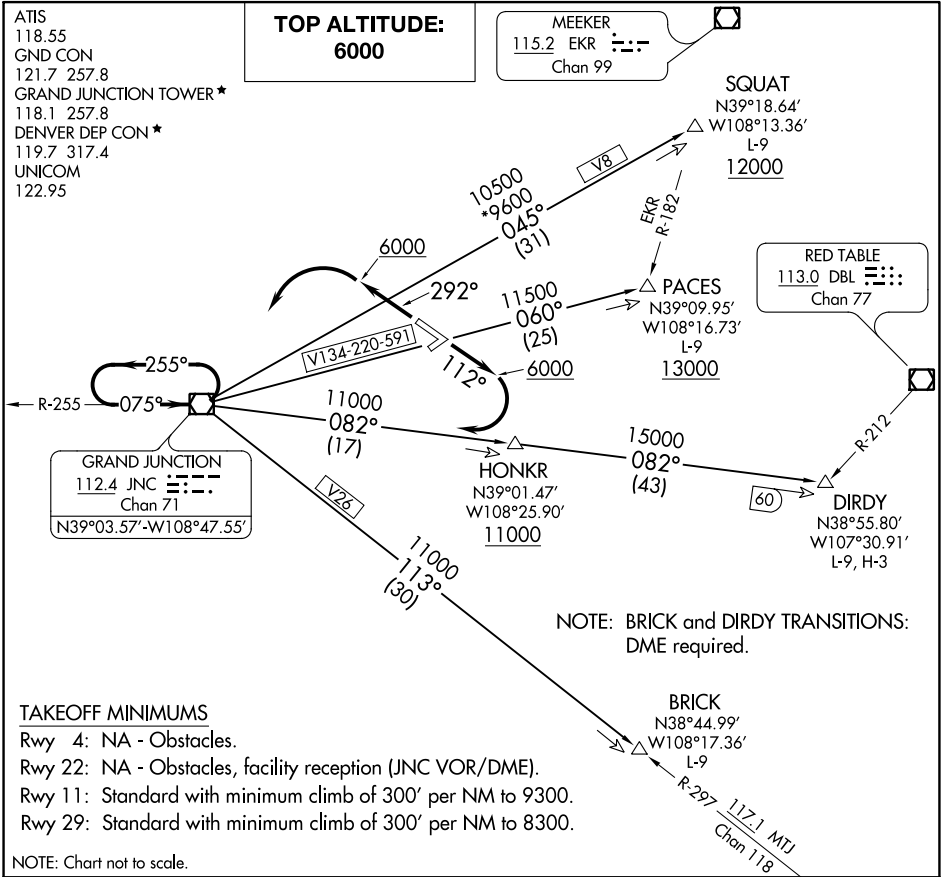 ATIS
118.55
GND CON
121.7 257.8
GRAND JUNCTION TOWER★
118.1 257.8
DENVER DEP CON★
119.7 317.4
UNICOM
122.95
TOP ALTITUDE:
6000
MEEKER
115.2 EKR
Chan 99
SQUAT
N39°18.64′
W108°13.36′
L-9
12000
V8
10500
*9600
045°
(31)
EKR
R-182
6000
292°
RED TABLE
113.0 DBL
Chan 77
PACES
N39°09.95′
W108°16.73′
L-9
13000
11500
060°
(25)
V134-220-591
112°
6000
255°
R-255
075°
11000
082°
(17)
15000
082°
(43)
R-212
GRAND JUNCTION
112.4 JNC
Chan 71
N39°03.57′-W108°47.55′
HONKR
N39°01.47′
W108°25.90′
11000
60
DIRDY
N38°55.80′
W107°30.91′
L-9, H-3
V26
11000
113°
(30)
NOTE: BRICK and DIRDY TRANSITIONS:
DME required.
BRICK
N38°44.99′
W108°17.36′
L-9
R-297
117.1 MTJ
Chan 118
TAKEOFF MINIMUMS
Rwy 4: NA - Obstacles.
Rwy 22: NA - Obstacles, facility reception (JNC VOR/DME).
Rwy 11: Standard with minimum climb of 300′ per NM to 9300.
Rwy 29: Standard with minimum climb of 300′ per NM to 8300.
NOTE: Chart not to scale.